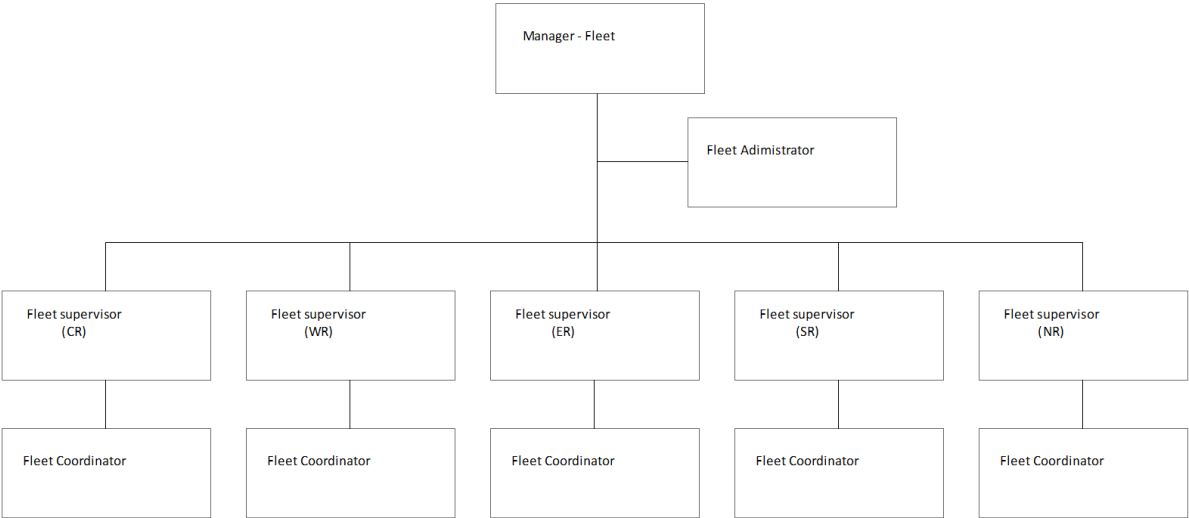 Manager - Fleet
Fleet Adimistrator
Fleet supervisor
(CR)
Fleet supervisor
(WR)
Fleet supervisor
(ER)
Fleet supervisor
(SR)
Fleet supervisor
(NR)
Fleet Coordinator
Fleet Coordinator
Fleet Coordinator
Fleet Coordinator
Fleet Coordinator